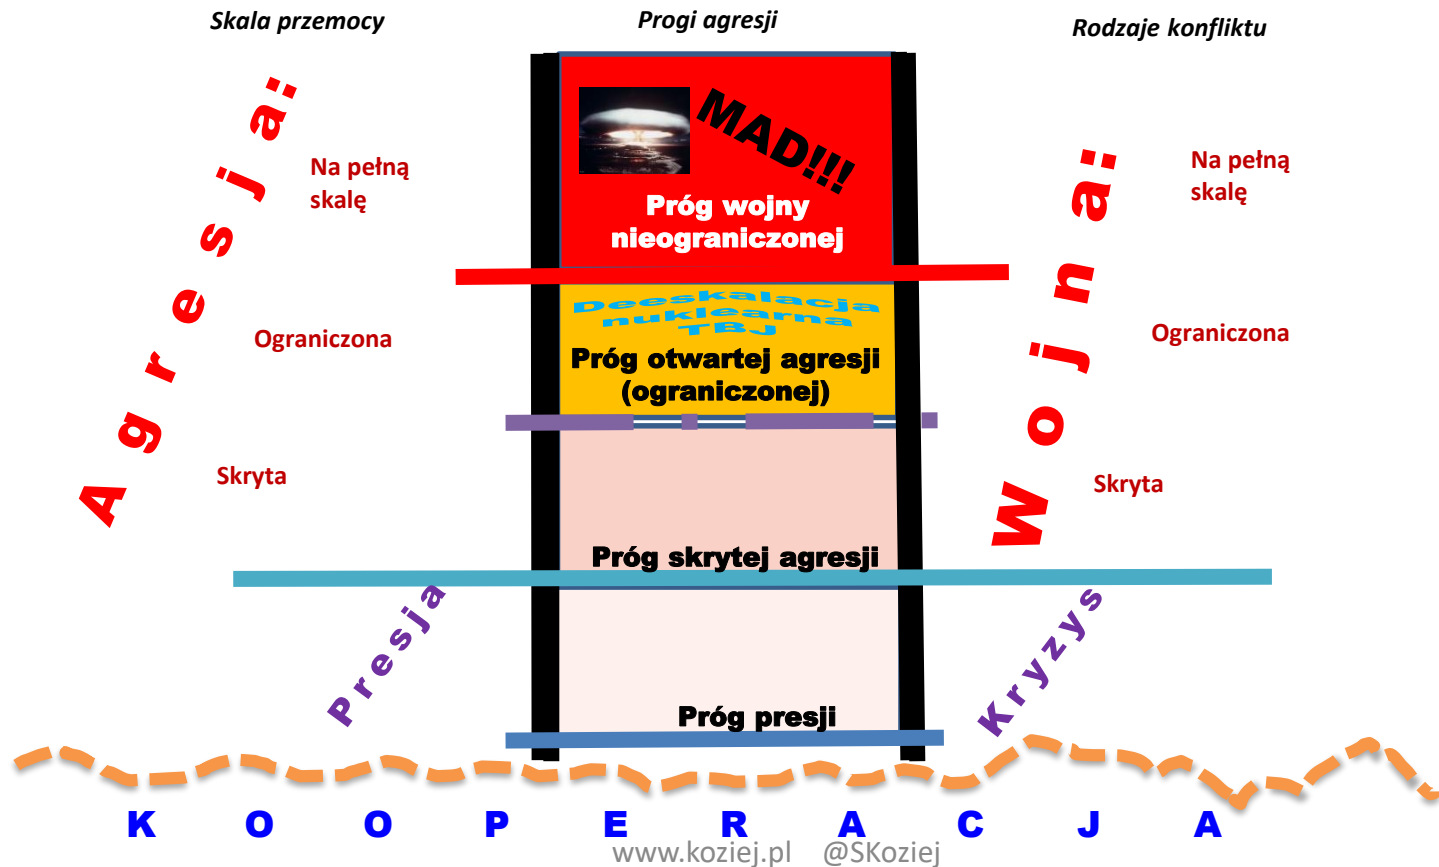 Skala przemocy
Progi agresji
Rodzaje konfliktu
Agresja:
Na pełną
skalę
Ograniczona
Skryta
Presja
MAD!!!
Próg wojny
nieograniczonej
Deeskalacja
nuklearna
TBJ
Próg otwartej agresji
(ograniczonej)
Próg skrytej agresji
Próg presji
Wojna:
Na pełną
skalę
Ograniczona
Skryta
Kryzys
KOOPERACJA
www.koziej.pl @SKoziej